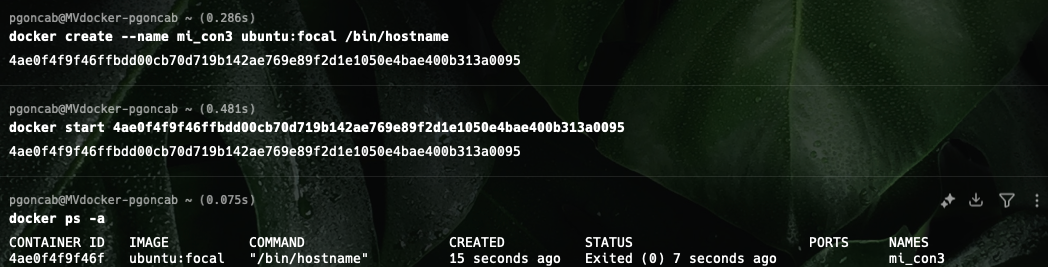 pgoncab@MVdocker-pgoncab ~ (0.286s)
docker create --name mi_con3 ubuntu:focal /bin/hostname
4ae0f4f9f46ffbdd00cb70d719b142ae769e89f2d1e1050e4bae400b313a0095
pgoncab@MVdocker-pgoncab ~ (0.481s)
docker start 4ae0f4f9f46ffbdd00cb70d719b142ae769e89f2d1e1050e4bae400b313a0095
4ae0f4f9f46ffbdd00cb70d719b142ae769e89f2d1e1050e4bae400b313a0095
pgoncab@MVdocker-pgoncab ~ (0.075s)
docker ps -a
CONTAINER ID   IMAGE          COMMAND                  CREATED          STATUS                      PORTS     NAMES
4ae0f4f9f46f   ubuntu:focal   "/bin/hostname"          15 seconds ago   Exited (0) 7 seconds ago              mi_con3